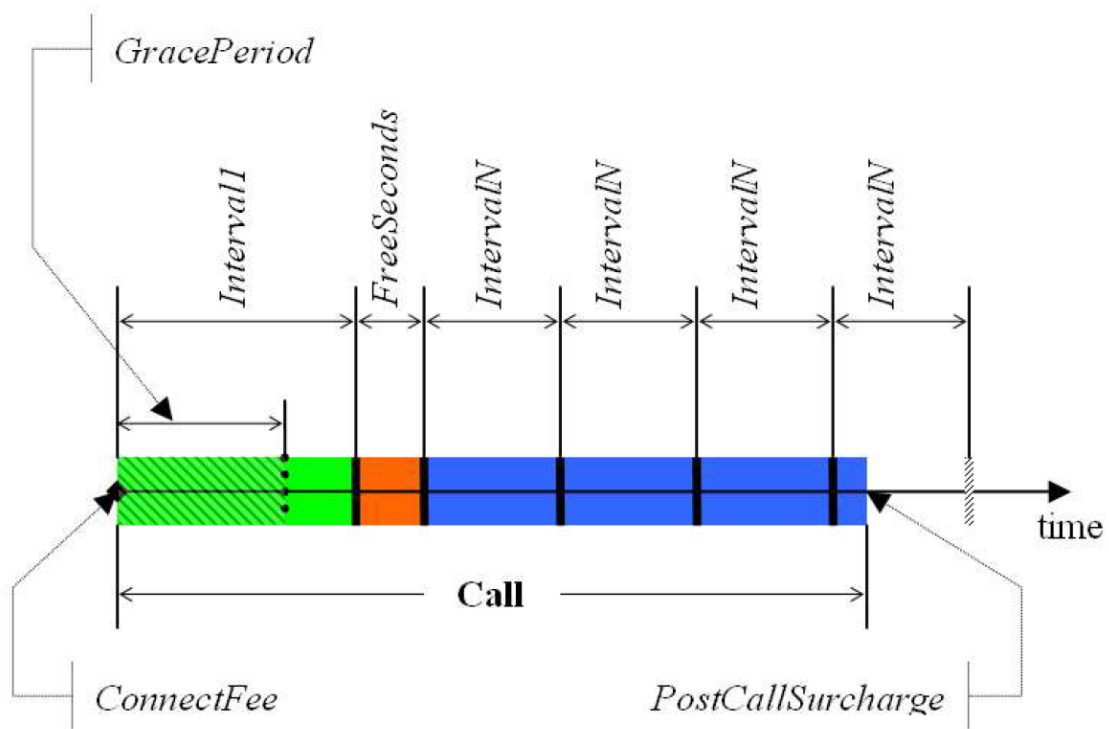 GracePeriod
Interval1
FreeSeconds
IntervalN
IntervalN
IntervalN
IntervalN
time
Call
ConnectFee
PostCallSurcharge